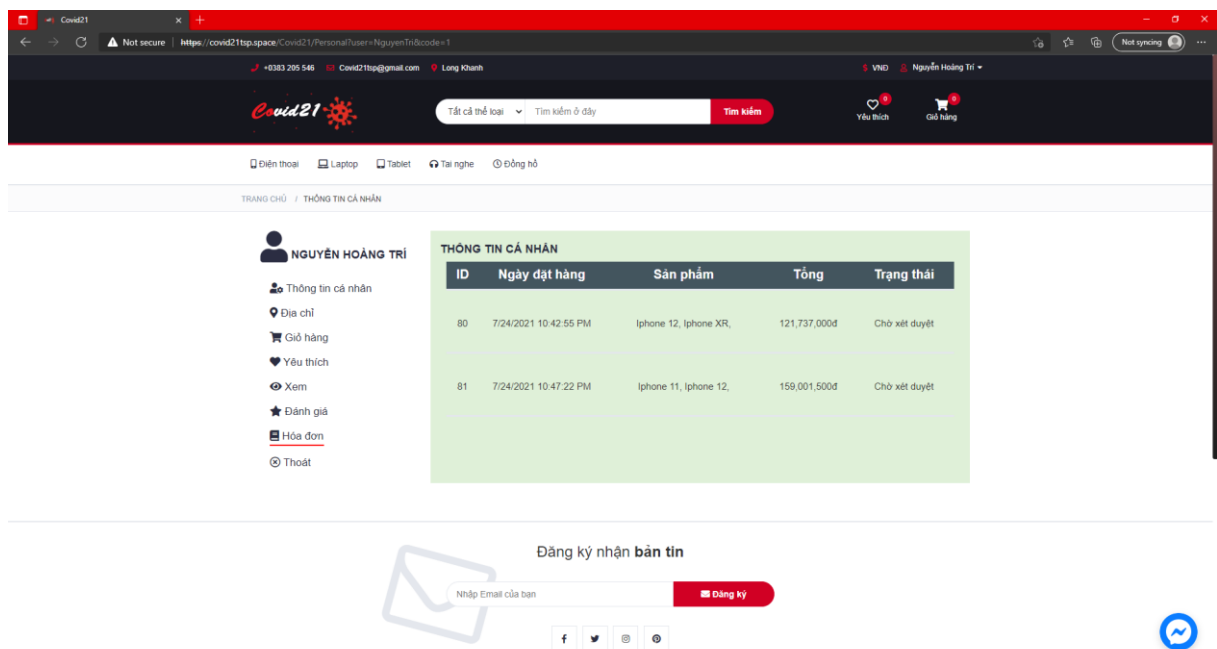 Covid21
Not secure https://covid21tsp.space/Covid21/Personal?user=NguyenTri&code=1 Not syncing
+0383 205 546 Covid21tsp@gmail.com Long Khanh $ VNĐ Nguyễn Hoàng Trí
Covid21 Tất cả thể loại Tìm kiếm ở đây Tìm kiếm 0 Yêu thích 0 Giỏ hàng
Điện thoại Laptop Tablet Tai nghe Đồng hồ
TRANG CHỦ / THÔNG TIN CÁ NHÂN
NGUYỄN HOÀNG TRÍ
Thông tin cá nhân
Địa chỉ
Giỏ hàng
Yêu thích
Xem
Đánh giá
Hóa đơn
Thoát
THÔNG TIN CÁ NHÂN
ID Ngày đặt hàng Sản phẩm Tổng Trạng thái
80 7/24/2021 10:42:55 PM Iphone 12, Iphone XR, 121,737,000đ Chờ xét duyệt
81 7/24/2021 10:47:22 PM Iphone 11, Iphone 12, 159,001,500đ Chờ xét duyệt
Đăng ký nhận bản tin
Nhập Email của bạn Đăng ký